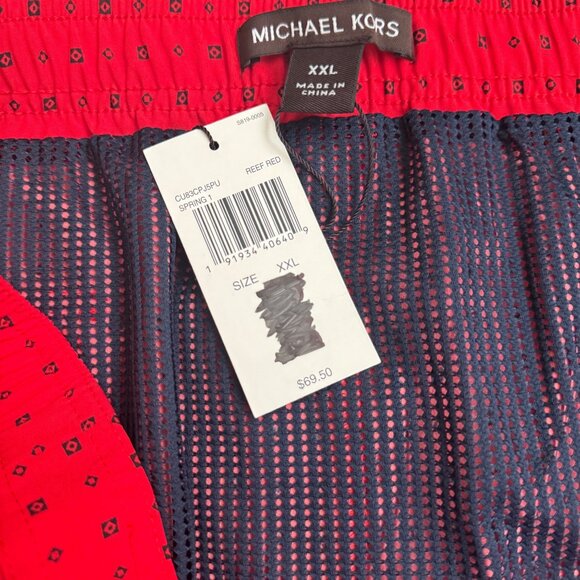 MICHAEL KORS
XXL
MADE IN
CHINA
S819-0005
CU83CPJ5PU REEF RED
SPRING 1
1 91934 40640 9
SIZE XXL
$69.50